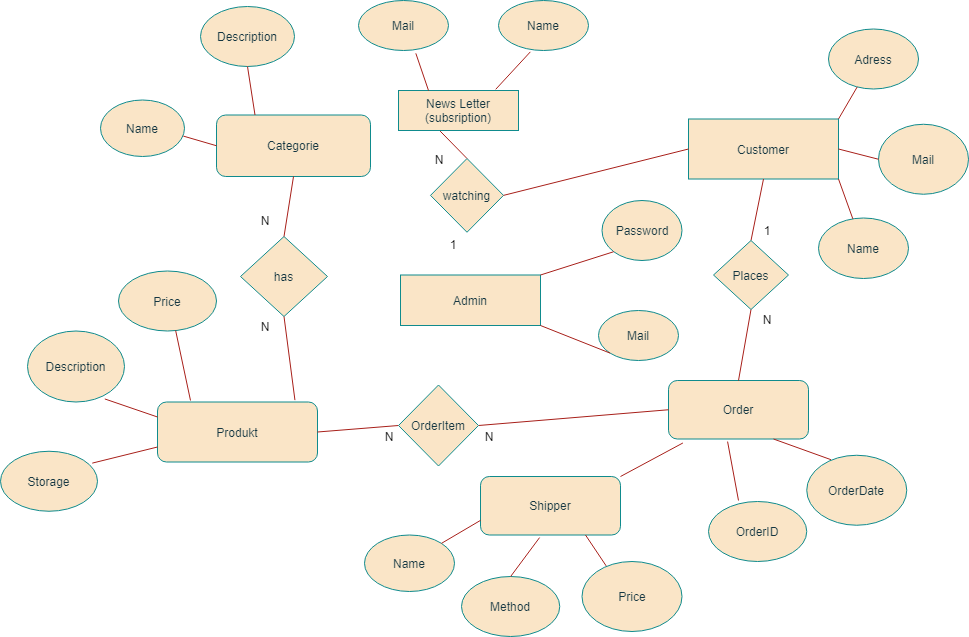 Mail
Name
Description
Adress
News Letter
(subsription)
Name
Categorie
Customer
Mail
N
watching
N
Password
1
1
Name
has
Places
Price
Admin
N
N
Mail
Description
Order
OrderItem
Produkt
N
N
Storage
OrderDate
Shipper
OrderID
Name
Price
Method